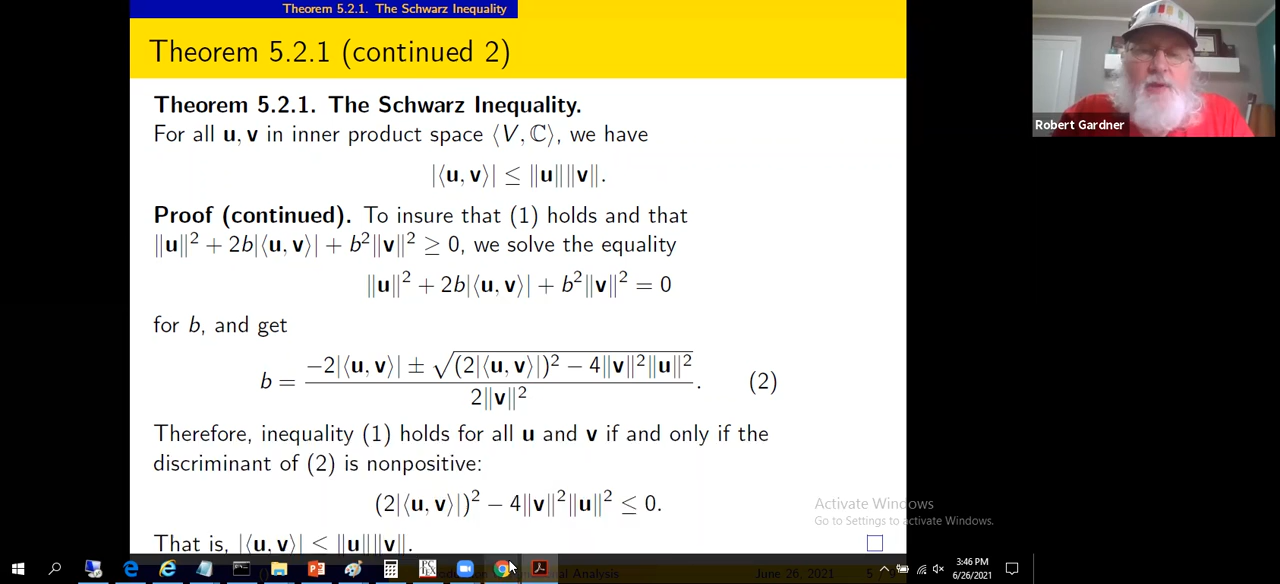 Theorem 5.2.1. The Schwarz Inequality
Theorem 5.2.1 (continued 2)
Theorem 5.2.1. The Schwarz Inequality.
For all u, v in inner product space ⟨V, ℂ⟩, we have
|⟨u, v⟩| ≤ ‖u‖‖v‖.
Proof (continued). To insure that (1) holds and that
‖u‖² + 2b|⟨u, v⟩| + b²‖v‖² ≥ 0, we solve the equality
‖u‖² + 2b|⟨u, v⟩| + b²‖v‖² = 0
for b, and get
b = (−2|⟨u, v⟩| ± √((2|⟨u, v⟩|)² − 4‖v‖²‖u‖²)) / (2‖v‖²). (2)
Therefore, inequality (1) holds for all u and v if and only if the
discriminant of (2) is nonpositive:
(2|⟨u, v⟩|)² − 4‖v‖²‖u‖² ≤ 0.
That is, |⟨u, v⟩| ≤ ‖u‖‖v‖. □
Robert Gardner
Activate Windows
Go to Settings to activate Windows.
3:46 PM
6/26/2021
June 26, 2021